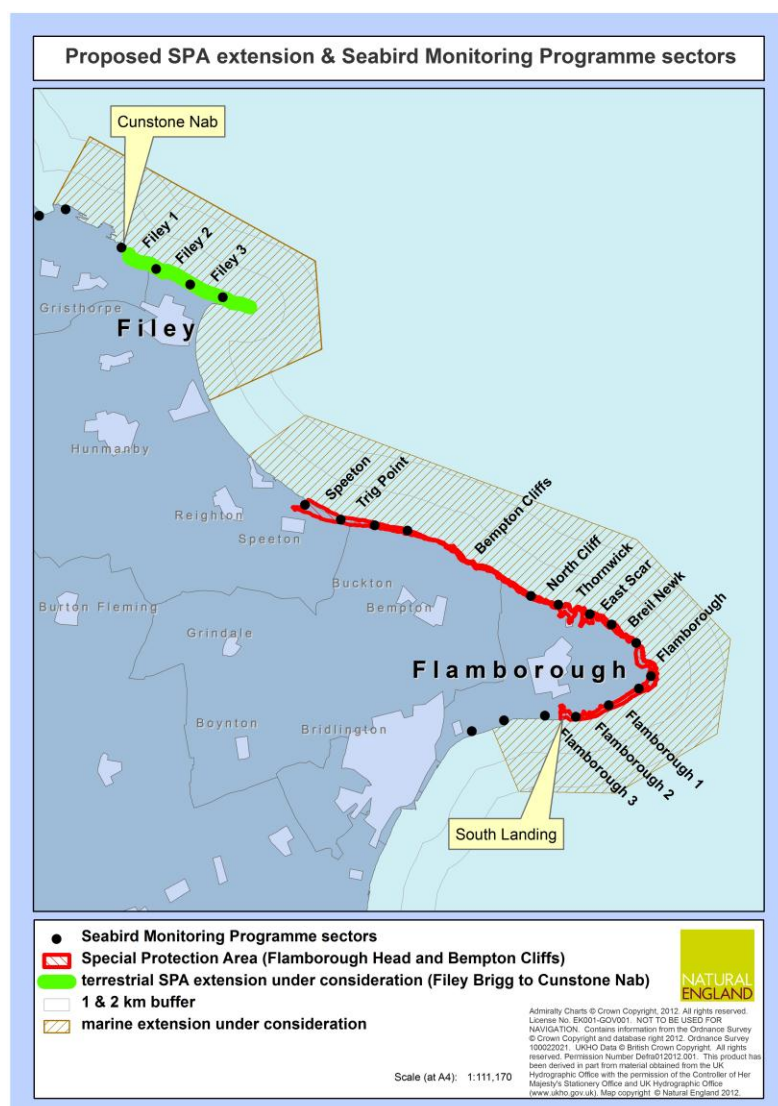 Proposed SPA extension & Seabird Monitoring Programme sectors
Cunstone Nab
Filey 1
Filey 2
Filey 3
Gristhorpe
Filey
Hunmanby
Speeton
Trig Point
Reighton
Speeton
Bempton Cliffs
North Cliff
Thornwick
East Scar
Breil Newk
Flamborough
Buckton
Burton Fleming
Bempton
Grindale
Flamborough
Boynton
Bridlington
Flamborough 1
Flamborough 2
Flamborough 3
South Landing
Seabird Monitoring Programme sectors
Special Protection Area (Flamborough Head and Bempton Cliffs)
terrestrial SPA extension under consideration (Filey Brigg to Cunstone Nab)
1 & 2 km buffer
marine extension under consideration
Scale (at A4): 1:111,170
NATURAL
ENGLAND
Admiralty Charts © Crown Copyright, 2012. All rights reserved.
License No. EK001-GOV001. NOT TO BE USED FOR
NAVIGATION. Contains information from the Ordnance Survey
© Crown Copyright and database right 2012. Ordnance Survey
100022021. UKHO Data © British Crown Copyright. All rights
reserved. Permission Number Defra012012.001. This product has
been derived in part from material obtained from the UK
Hydrographic Office with the permission of the Controller of Her
Majesty's Stationery Office and UK Hydrographic Office
(www.ukho.gov.uk). Map copyright © Natural England 2012.